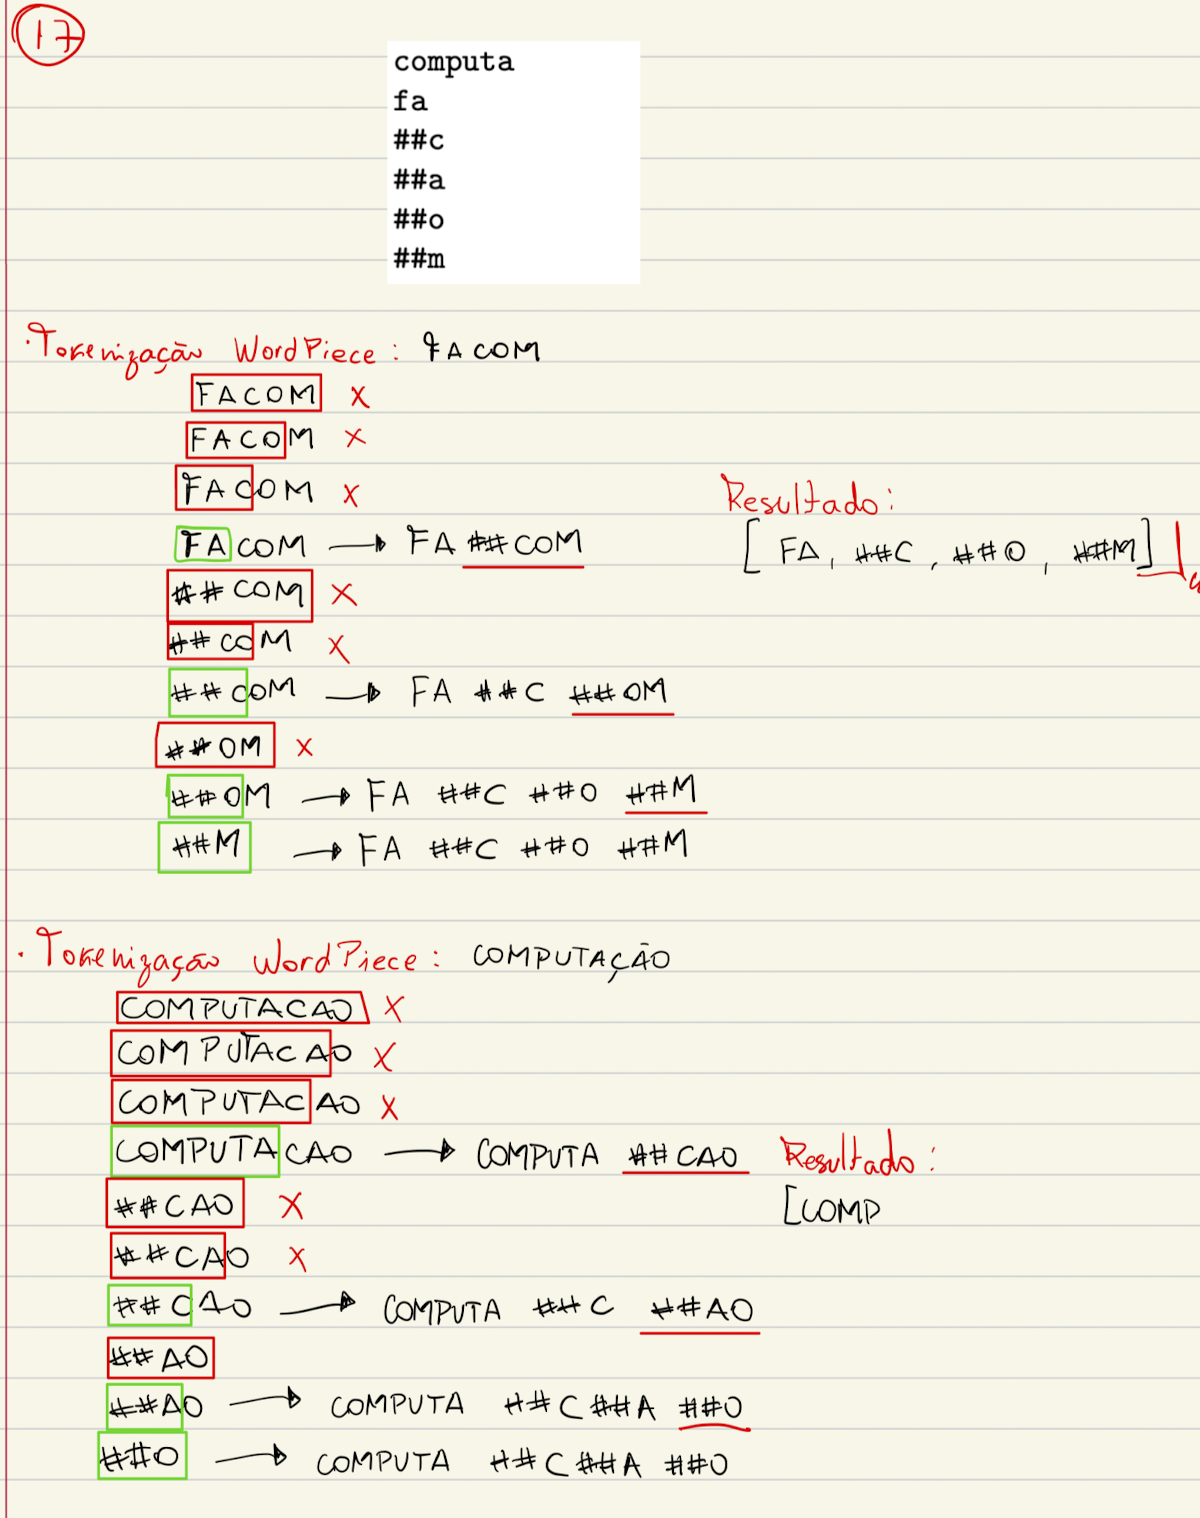 17
computa
fa
##c
##a
##o
##m
·Tokenização WordPiece: FACOM
FACOM X
FACOM X
FACOM X
Resultado:
FACOM → FA ##COM
[FA, ##C, ##O, ##M]
##COM X
##COM X
##COM → FA ##C ##OM
##OM X
##OM → FA ##C ##O ##M
##M → FA ##C ##O ##M
·Tokenização WordPiece: COMPUTAÇÃO
COMPUTACAO X
COMPUTACAO X
COMPUTACAO X
COMPUTACAO → COMPUTA ##CAO
Resultado:
##CAO X
[COMP
##CAO X
##CAO → COMPUTA ##C ##AO
##AO
##AO → COMPUTA ##C ##A ##O
##O → COMPUTA ##C ##A ##O